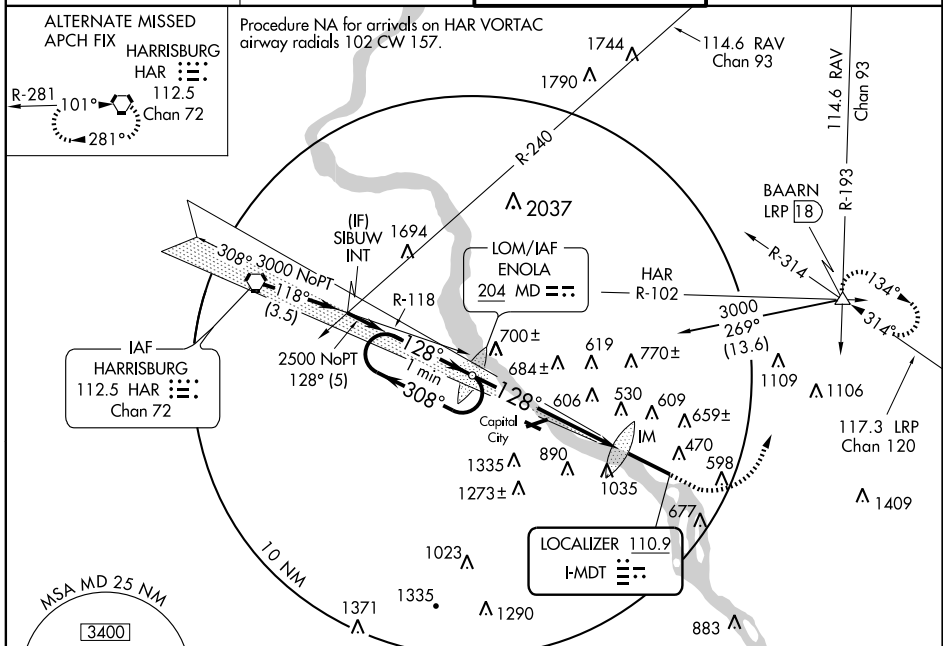 ALTERNATE MISSED
APCH FIX
HARRISBURG
HAR
112.5
Chan 72
R-281
101°
281°
Procedure NA for arrivals on HAR VORTAC
airway radials 102 CW 157.
1744
1790
114.6 RAV
Chan 93
114.6 RAV
Chan 93
R-240
R-193
2037
BAARN
LRP 18
(IF)
SIBUW
INT
1694
LOM/IAF
ENOLA
204 MD
R-314
134°
314°
HAR
R-102
3000
269°
(13.6)
308° 3000 NoPT
118°
(3.5)
R-118
2500 NoPT
128° (5)
128°
1 min
308°
128°
IAF
HARRISBURG
112.5 HAR
Chan 72
700±
684±
619
770±
606
530
609
659±
1109
1106
117.3 LRP
Chan 120
Capital
City
IM
470
598
1335
890
1035
1273±
677
1409
LOCALIZER 110.9
I-MDT
1023
1335
1290
1371
883
10 NM
MSA MD 25 NM
3400